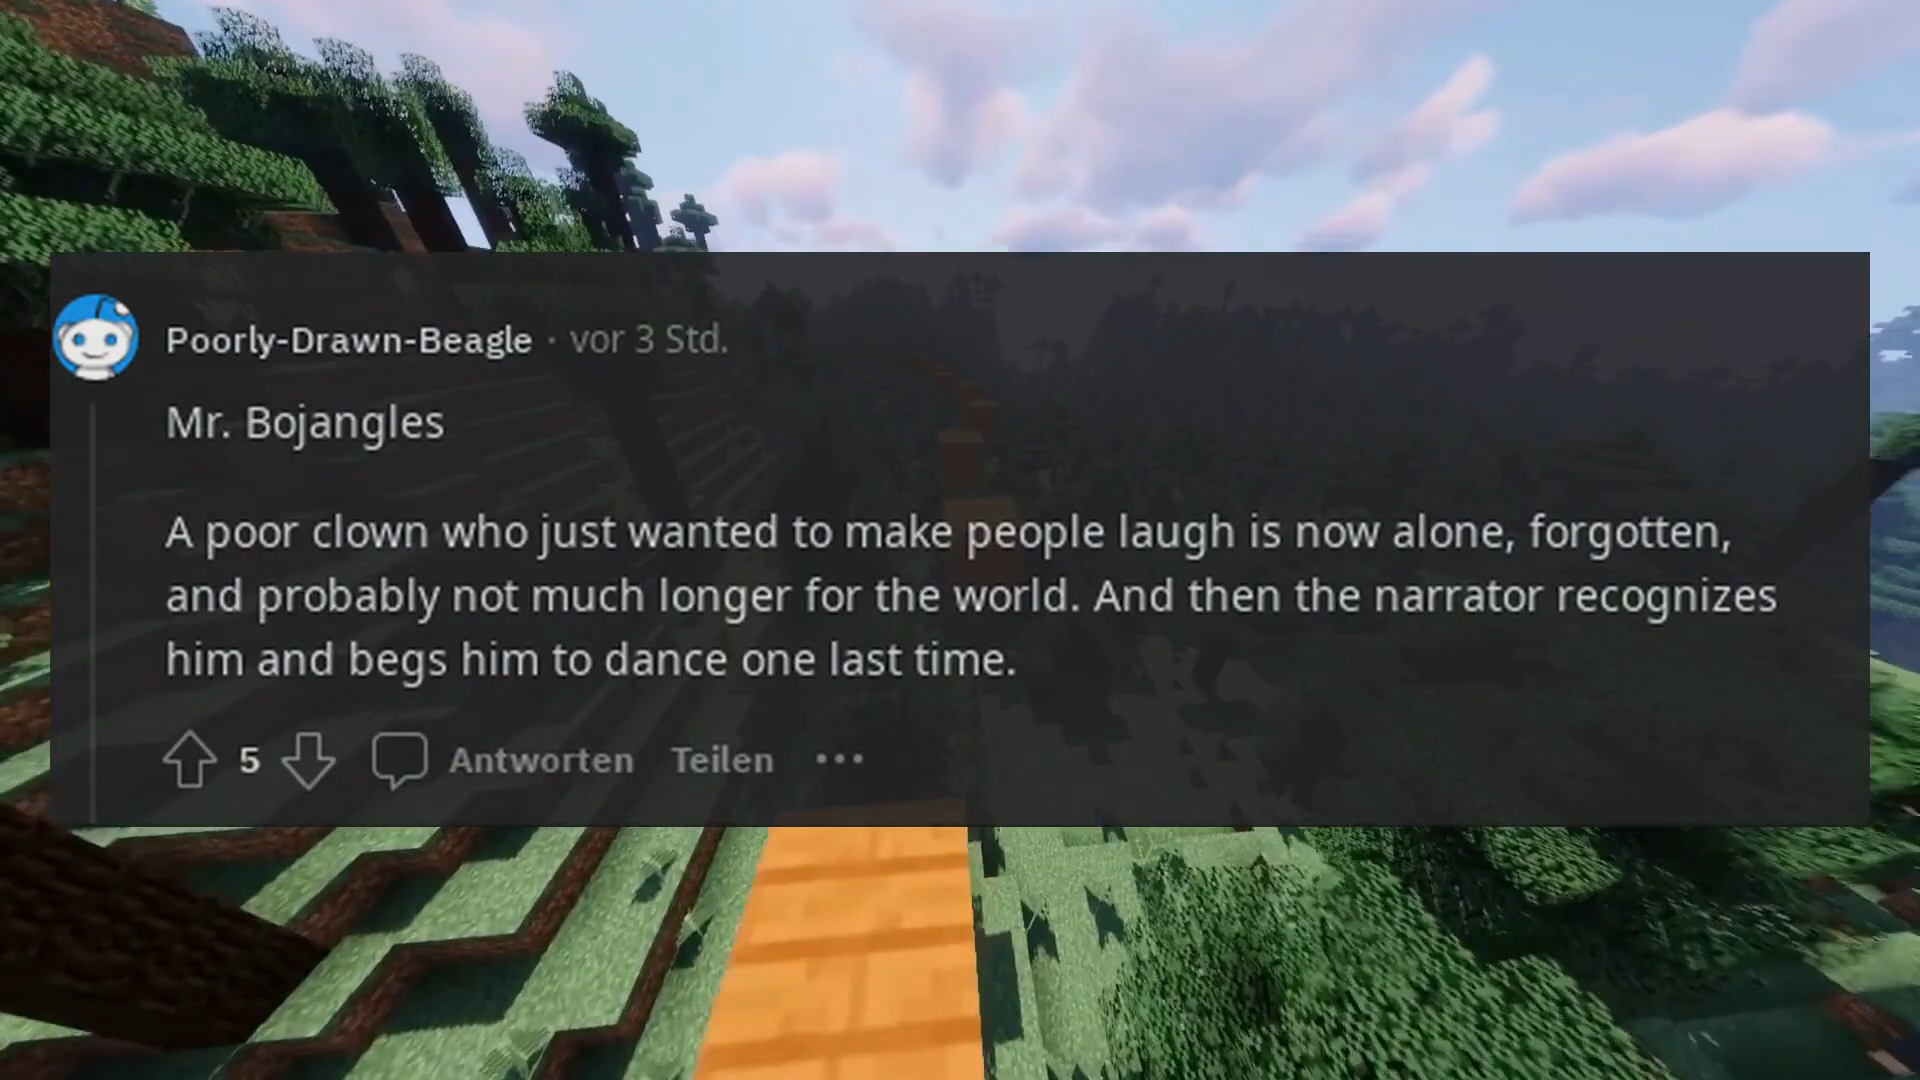 Poorly-Drawn-Beagle · vor 3 Std.
Mr. Bojangles
A poor clown who just wanted to make people laugh is now alone, forgotten,
and probably not much longer for the world. And then the narrator recognizes
him and begs him to dance one last time.
5 Antworten Teilen •••